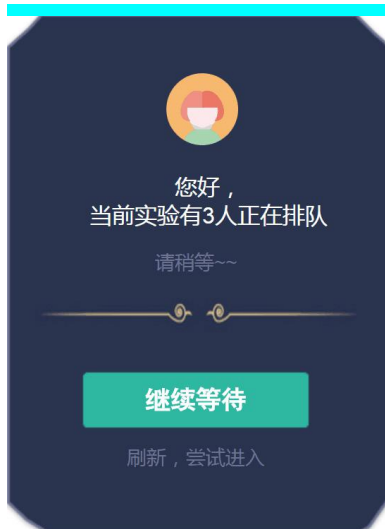 您好，
当前实验有3人正在排队
请稍等~~
继续等待
刷新，尝试进入